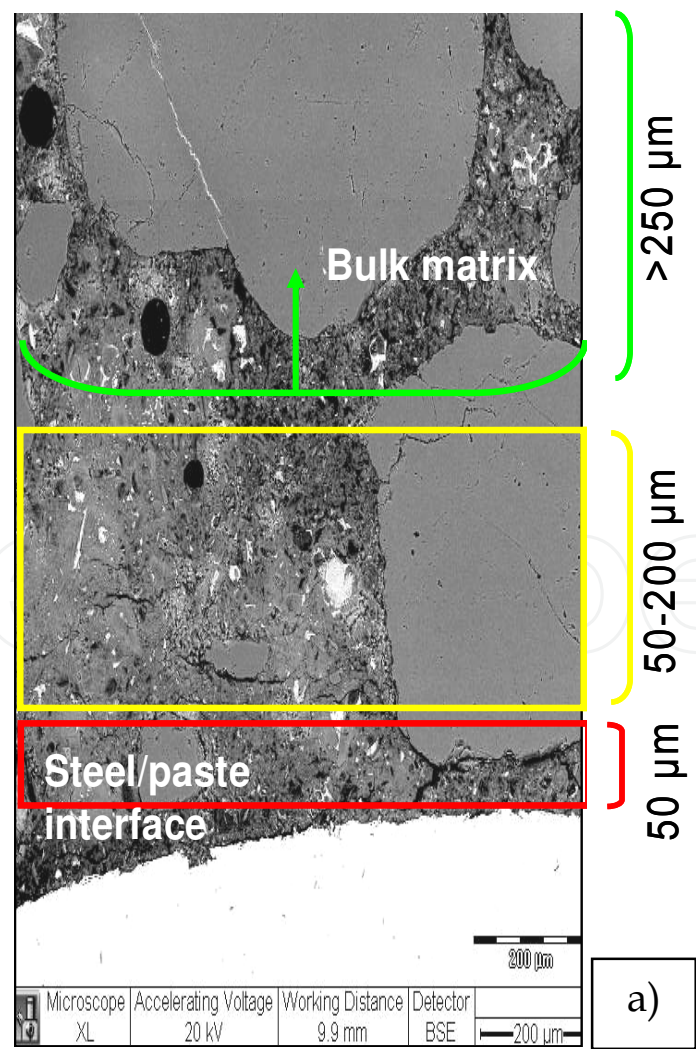 Bulk matrix
>250 µm
50-200 µm
Steel/paste
interface
50 µm
200 µm
Microscope Accelerating Voltage Working Distance Detector
XL 20 kV 9.9 mm BSE 200 µm
a)